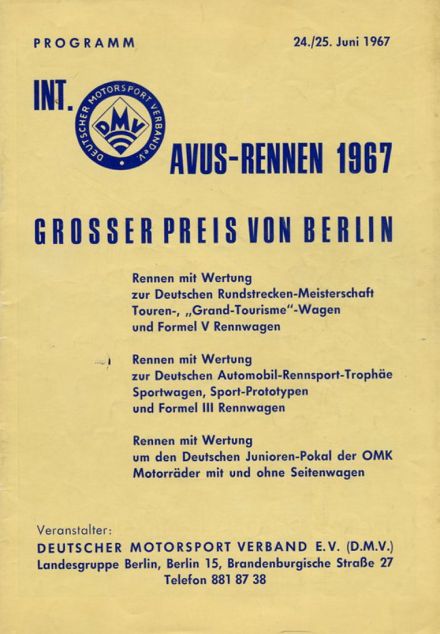 PROGRAMM
24./25. Juni 1967
INT.
DEUTSCHER MOTORSPORT VERBAND e.V.
DMV
AVUS-RENNEN 1967
GROSSER PREIS VON BERLIN
Rennen mit Wertung
zur Deutschen Rundstrecken-Meisterschaft
Touren-, „Grand-Tourisme“-Wagen
und Formel V Rennwagen
Rennen mit Wertung
zur Deutschen Automobil-Rennsport-Trophäe
Sportwagen, Sport-Prototypen
und Formel III Rennwagen
Rennen mit Wertung
um den Deutschen Junioren-Pokal der OMK
Motorräder mit und ohne Seitenwagen
Veranstalter:
DEUTSCHER MOTORSPORT VERBAND E.V. (D.M.V.)
Landesgruppe Berlin, Berlin 15, Brandenburgische Straße 27
Telefon 881 87 38